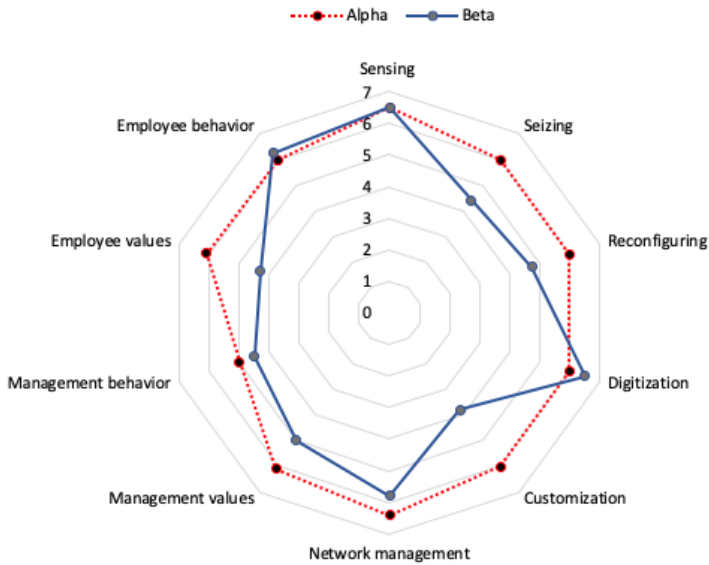 Alpha
Beta
Sensing
Seizing
Reconfiguring
Digitization
Customization
Network management
Management values
Management behavior
Employee values
Employee behavior
7
6
5
4
3
2
1
0